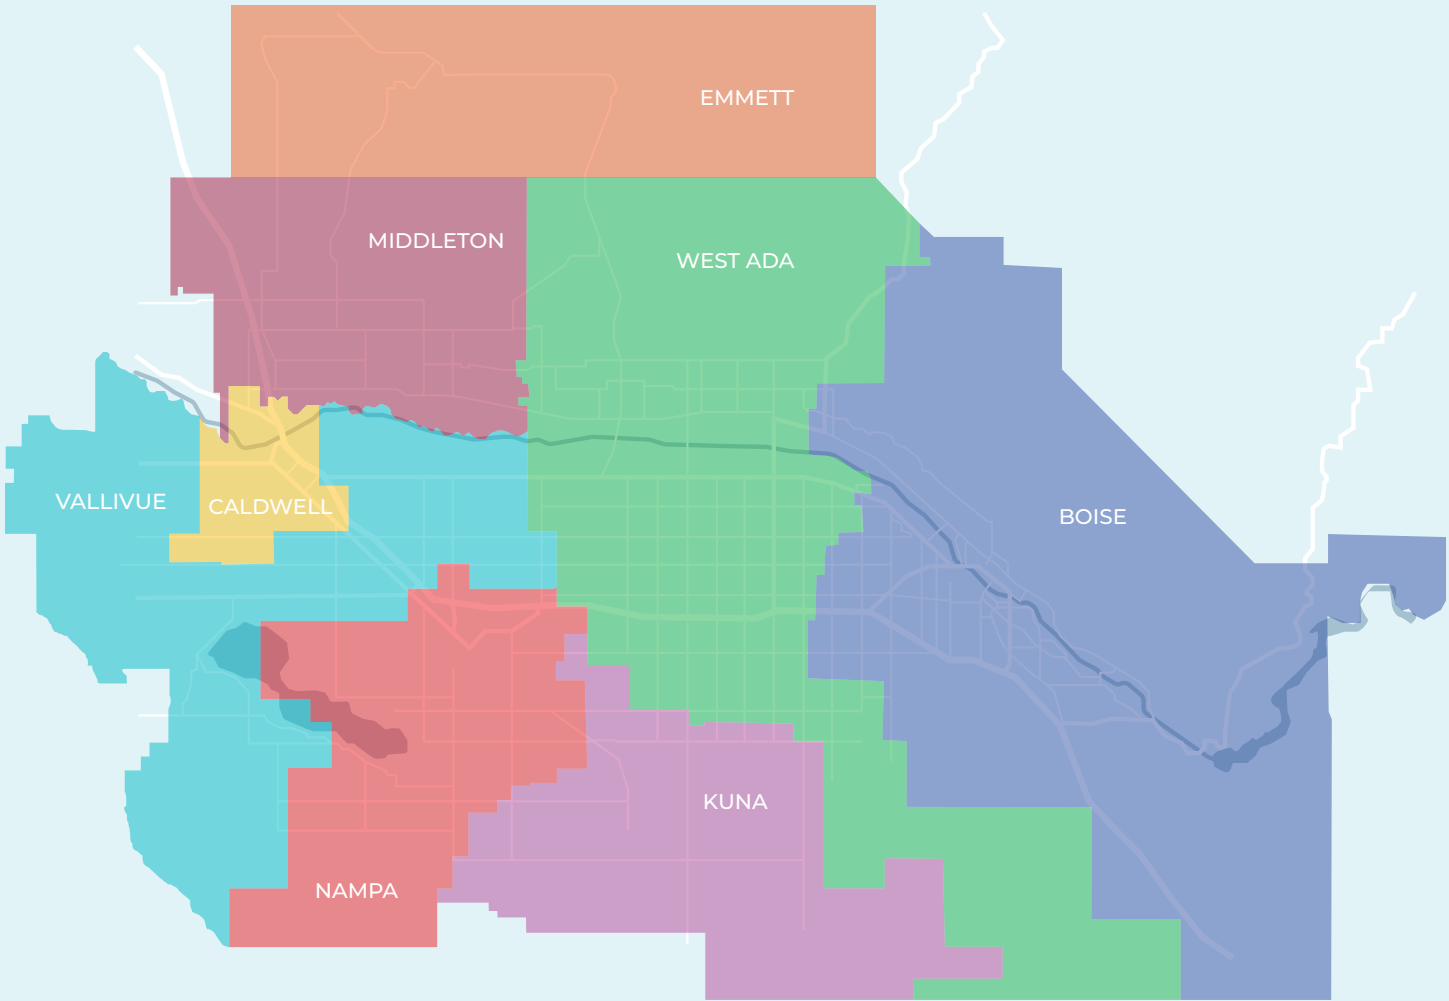 EMMETT
MIDDLETON
WEST ADA
VALLIVUE
CALDWELL
BOISE
KUNA
NAMPA